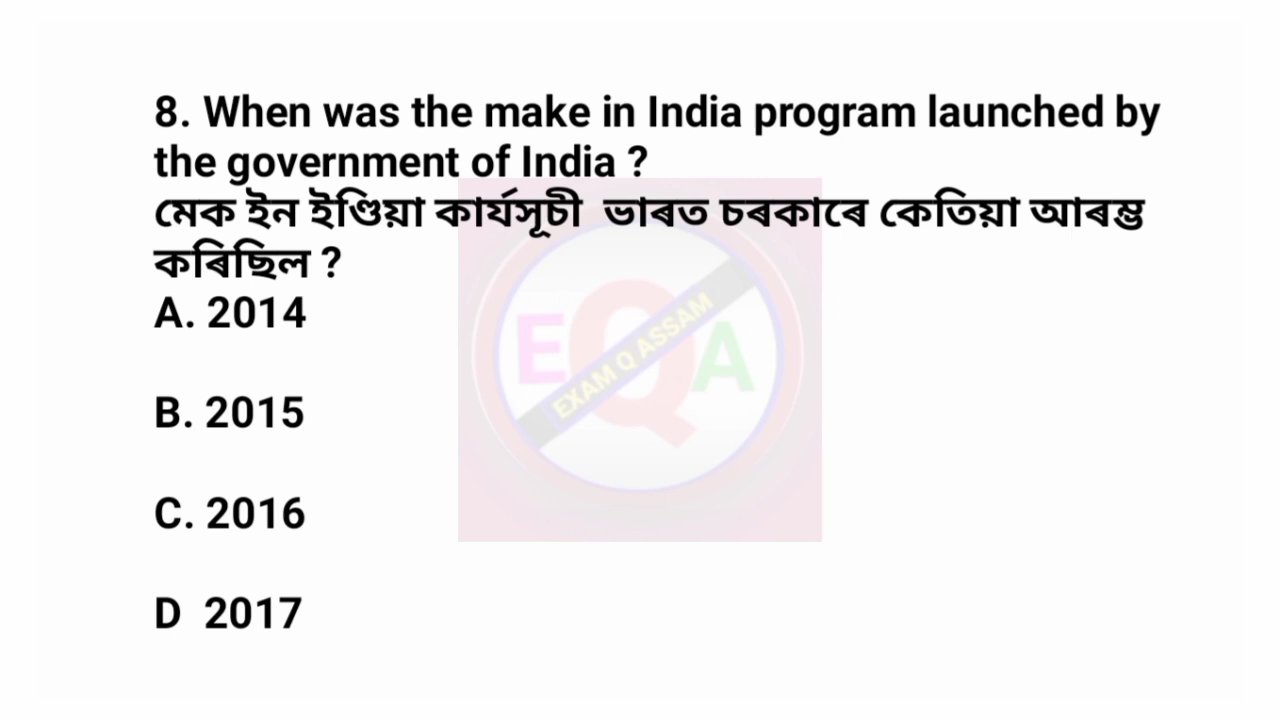 8. When was the make in India program launched by
the government of India ?
মেক ইন ইণ্ডিয়া কাৰ্যসূচী  ভাৰত চৰকাৰে কেতিয়া আৰম্ভ
কৰিছিল ?
A. 2014
B. 2015
C. 2016
D  2017
E Q A
EXAM Q ASSAM